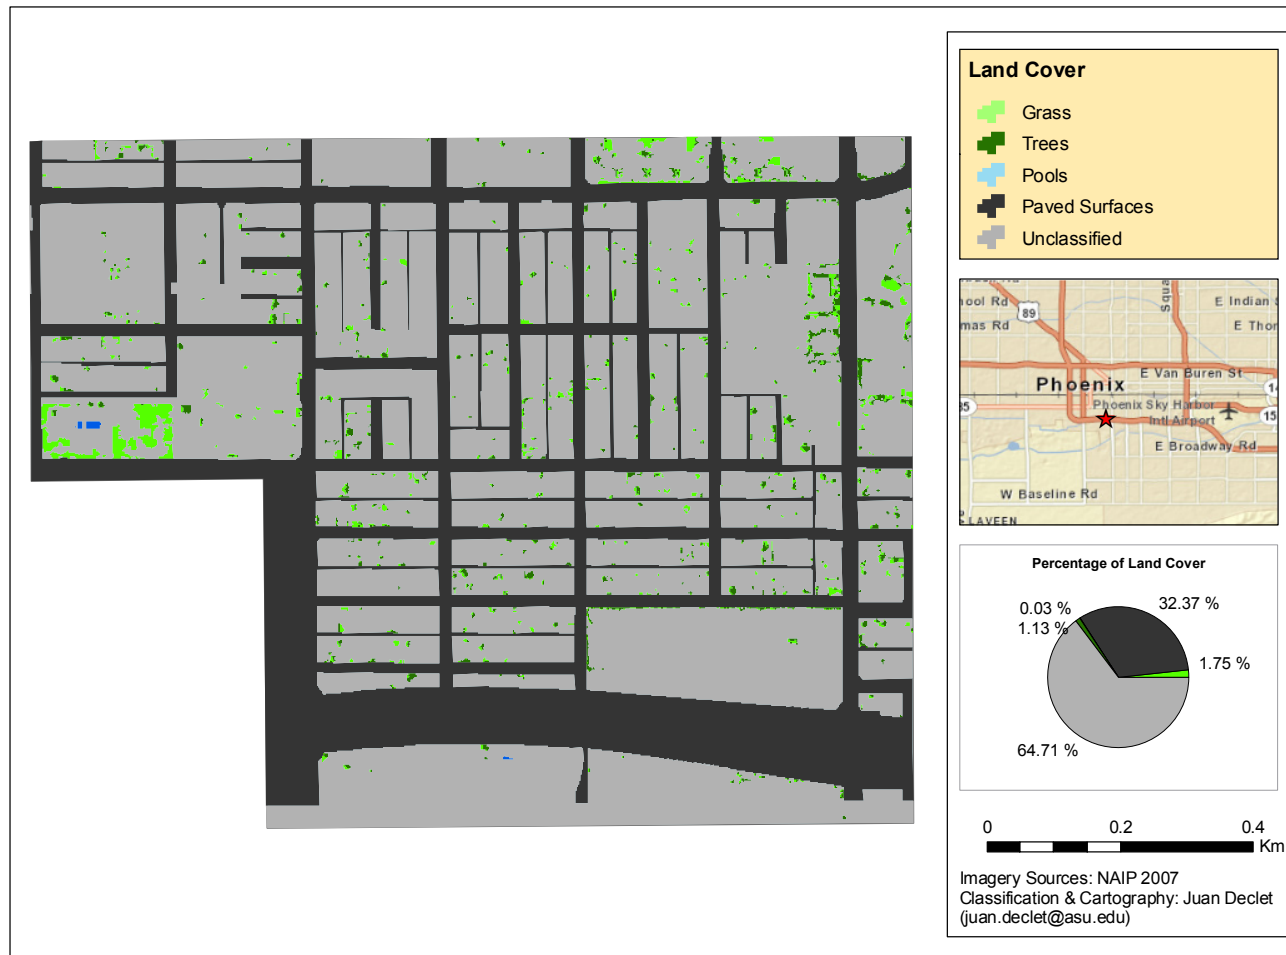 Land Cover
Grass
Trees
Pools
Paved Surfaces
Unclassified
hool Rd
89
Squa
E Indian S
mas Rd
E Thor
E Van Buren St
Phoenix
Phoenix Sky Harbor
Intl Airport
E Broadway Rd
W Baseline Rd
LAVEEN
Percentage of Land Cover
0.03 %
32.37 %
1.13 %
1.75 %
64.71 %
0 0.2 0.4
Km
Imagery Sources: NAIP 2007
Classification & Cartography: Juan Declet
(juan.declet@asu.edu)